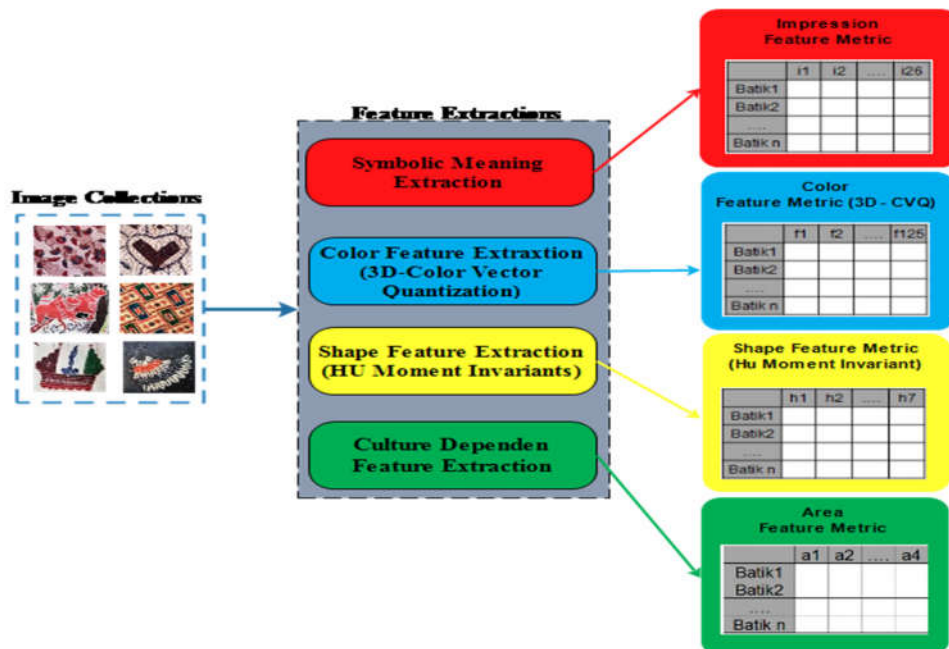 Image Collections
Feature Extractions
Symbolic Meaning
Extraction
Color Feature Extraxtion
(3D-Color Vector
Quantization)
Shape Feature Extraction
(HU Moment Invariants)
Culture Dependen
Feature Extraction
Impression
Feature Metric
i1 i2 .... i26
Batik1
Batik2
....
Batik n
Color
Feature Metric (3D - CVQ)
f1 f2 .... f125
Batik1
Batik2
....
Batik n
Shape Feature Metric
(Hu Moment Invariant)
h1 h2 .... h7
Batik1
Batik2
....
Batik n
Area
Feature Metric
a1 a2 .... a4
Batik1
Batik2
....
Batik n